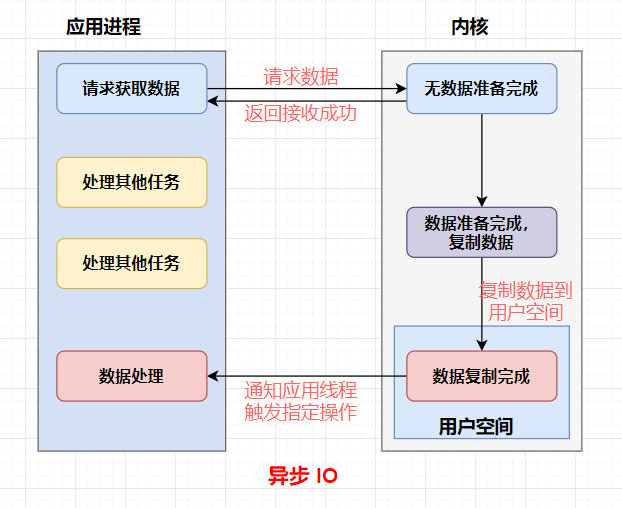 应用进程
内核
请求获取数据
请求数据
无数据准备完成
返回接收成功
处理其他任务
数据准备完成，
复制数据
处理其他任务
复制数据到
用户空间
数据处理
数据复制完成
通知应用线程
触发指定操作
用户空间
异步 IO